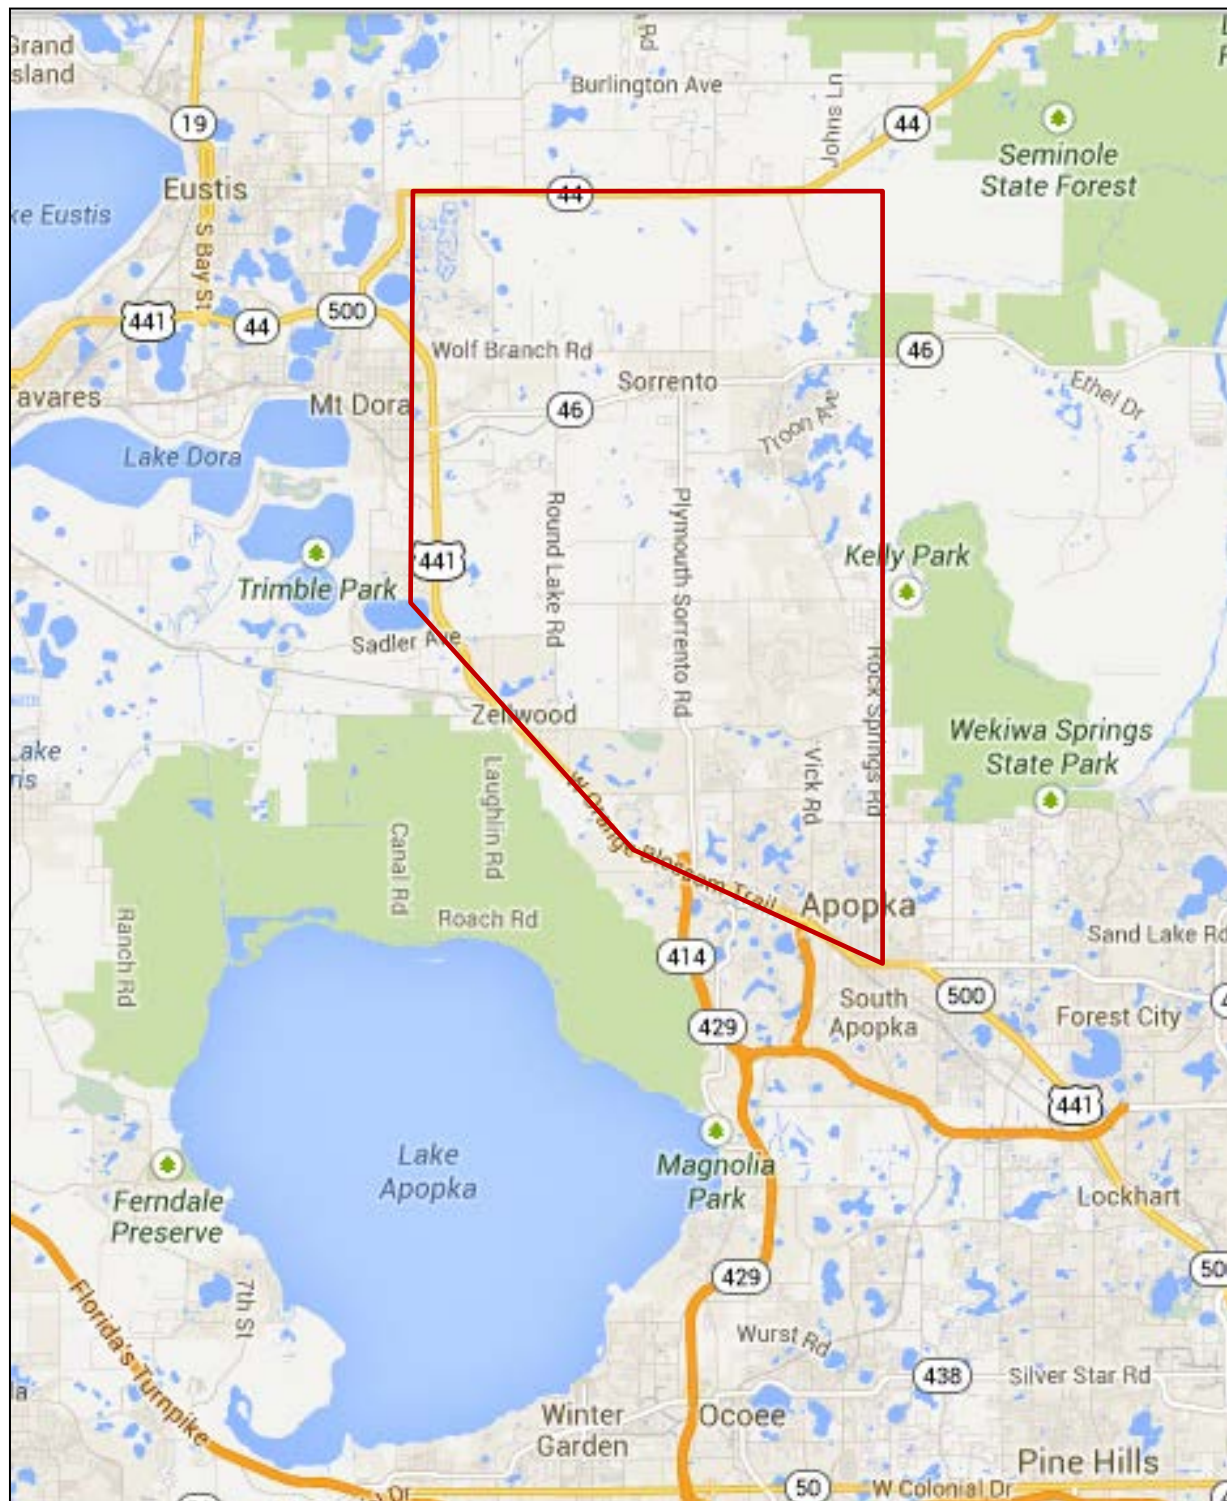 Grand
Island
Rd
Burlington Ave
Johns Ln
19
44
Seminole
State Forest
Eustis
44
Lake Eustis
S Bay St
441
44
500
Wolf Branch Rd
46
Sorrento
Ethel Dr
Tavares
Mt Dora
46
Troon Ave
Lake Dora
Round Lake Rd
Plymouth Sorrento Rd
441
Kelly Park
Trimble Park
Sadler Ave
Rock Springs Rd
Zellwood
Wekiwa Springs
State Park
Lake
ris
Laughlin Rd
Vick Rd
W Orange Blossom Trail
Canal Rd
Apopka
Ranch Rd
Roach Rd
Sand Lake Rd
414
South
Apopka
500
429
Forest City
441
Lake
Apopka
Magnolia
Park
Ferndale
Preserve
Lockhart
429
50
7th St
Florida's Turnpike
Wurst Rd
438
Silver Star Rd
Winter
Garden
Ocoee
Pine Hills
50
W Colonial Dr
Dr